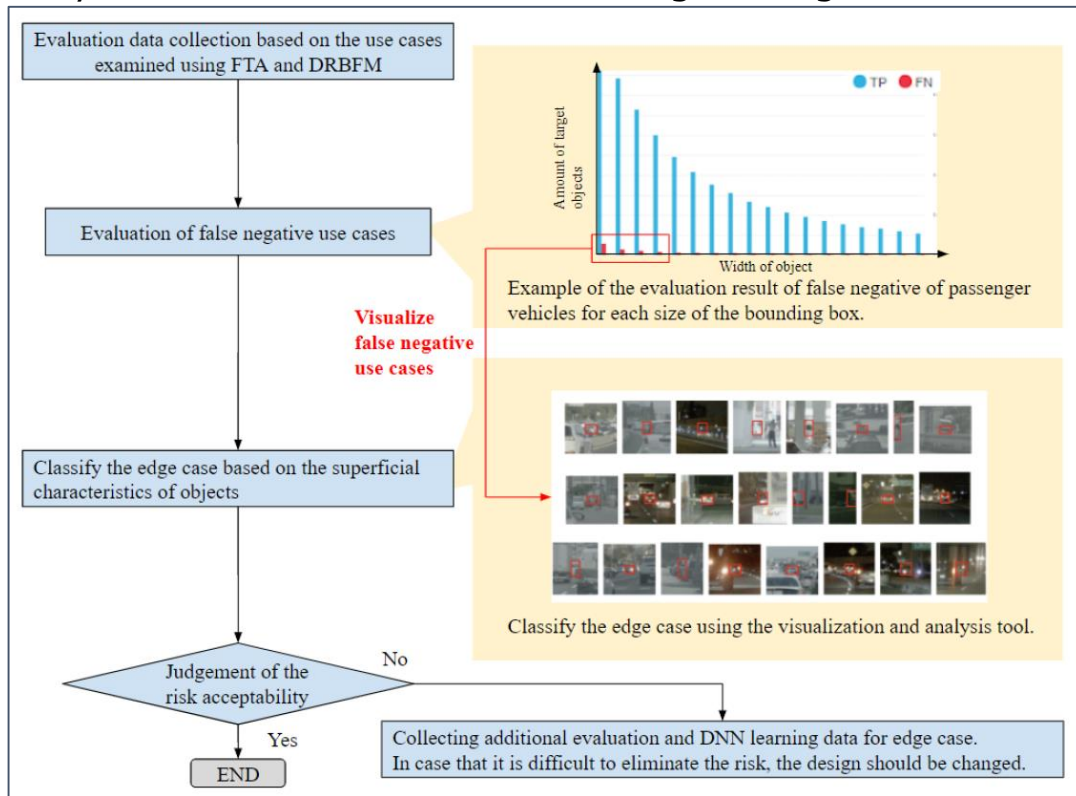 Evaluation data collection based on the use cases
examined using FTA and DRBFM
TP FN
Amount of target
objects
Width of object
Evaluation of false negative use cases
Example of the evaluation result of false negative of passenger
vehicles for each size of the bounding box.
Visualize
false negative
use cases
Classify the edge case based on the superficial
characteristics of objects
Classify the edge case using the visualization and analysis tool.
Judgement of the
risk acceptability
No
Yes
END
Collecting additional evaluation and DNN learning data for edge case.
In case that it is difficult to eliminate the risk, the design should be changed.